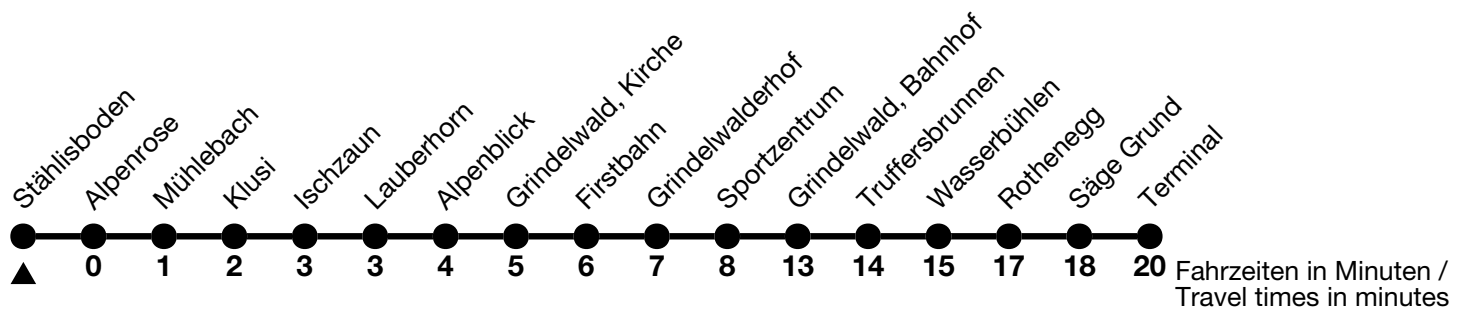 Stählisboden
Alpenrose
Mühlebach
Klusi
Ischzaun
Lauberhorn
Alpenblick
Grindelwald, Kirche
Firstbahn
Grindelwalderhof
Sportzentrum
Grindelwald, Bahnhof
Truffersbrunnen
Wasserbühlen
Rothenegg
Säge Grund
Terminal
0 1 2 3 3 4 5 6 7 8 13 14 15 17 18 20
Fahrzeiten in Minuten /
Travel times in minutes